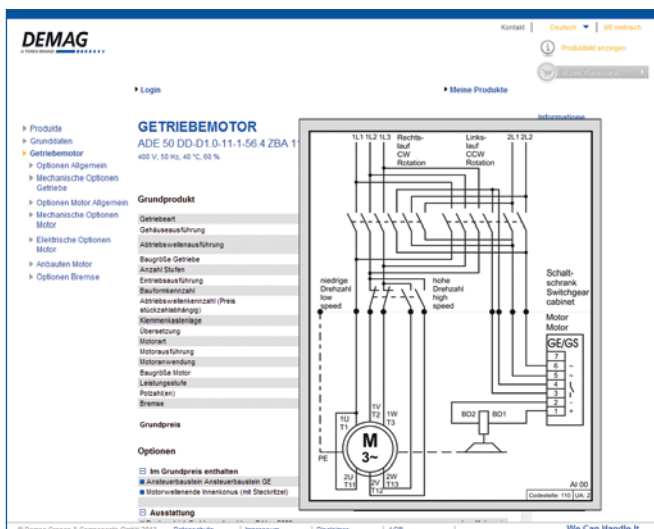 Kontakt
Deutsch
ME metrisch
DEMAG
Produktbild anzeigen
Login
Meine Produkte
Informationen
Produkte
Grunddaten
Getriebemotor
Optionen Allgemein
Mechanische Optionen
Getriebe
Optionen Motor Allgemein
Mechanische Optionen
Motor
Elektrische Optionen
Motor
Anbauten Motor
Optionen Bremse
GETRIEBEMOTOR
ADE 50 DD-D1.0-11-1-56.4 ZBA 11
400 V, 50 Hz, 40 °C, 60 %
Grundprodukt
Getriebeart
Gehäuseausführung
Abtriebswellenausführung
Baugröße Getriebe
Anzahl Stufen
Eintriebsausführung
Bauformkennzahl
Abtriebswellenkennzahl (Preis
stückzahlabhängig)
Klemmenkastenlage
Übersetzung
Motorart
Motorausführung
Motoranwendung
Baugröße Motor
Leistungsstufe
Polzahl(en)
Bremse
Grundpreis
Optionen
Im Grundpreis enthalten
Ansteuerbaustein Ansteuerbaustein GE
Motorwellenende Innenkonus (mit Steckritzel)
Ausstattung
1L1 1L2 1L3
Rechts-
lauf
CW
Rotation
Links-
lauf
CCW
Rotation
2L1 2L2
niedrige
Drehzahl
low
speed
hohe
Drehzahl
high
speed
Schalt-
schrank
Switchgear
cabinet
Motor
Motor
GE/GS
7
6 ~
5 ~
4
3
2 -
1 +
BD2 BD1
1U
T1
1V
T2
1W
T3
M
3~
PE
2U
T11
2V
T12
2W
T13
AI 00
Codestelle: 110 UA: 2
Datenschutz
Impressum
Disclaimer
AGB
We Can Handle It